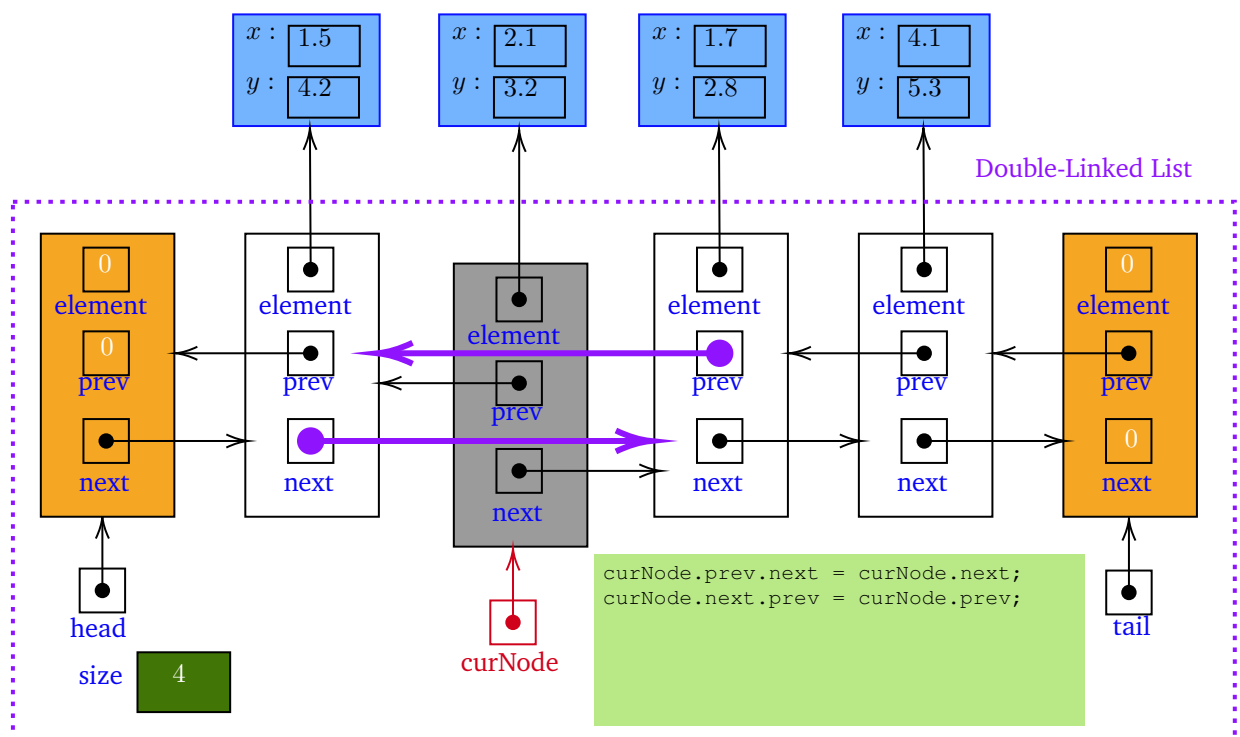 x : 1.5 x : 2.1 x : 1.7 x : 4.1
y : 4.2 y : 3.2 y : 2.8 y : 5.3
Double-Linked List
0 0
element element element element element
element
0
prev prev prev prev prev
prev
0
next next next next next
next
curNode.prev.next = curNode.next;
curNode.next.prev = curNode.prev;
head tail
curNode
size 4